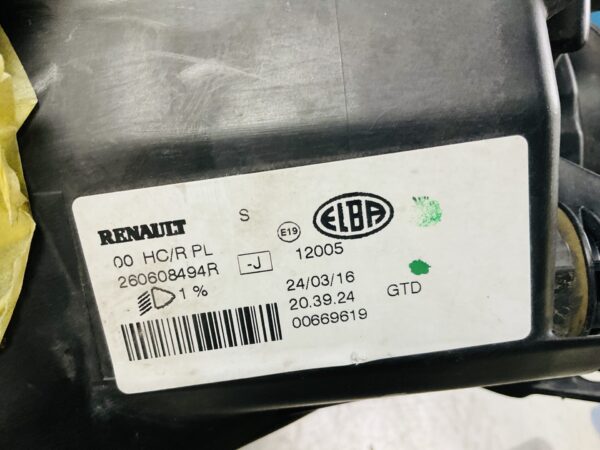 RENAULT
S
E19
ELBA
00 HC/R PL
-J
12005
260608494R
1 %
24/03/16
20.39.24
GTD
00669619